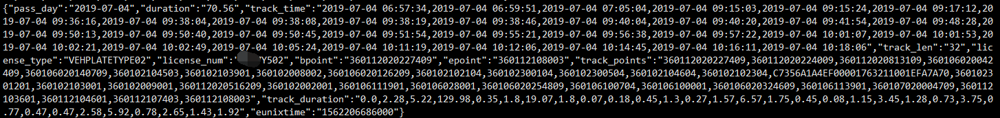 {"pass_day":"2019-07-04","duration":"70.56","track_time":"2019-07-04 06:57:34,2019-07-04 06:59:51,2019-07-04 07:05:04,2019-07-04 09:15:03,2019-07-04 09:15:24,2019-07-04 09:17:12,2
019-07-04 09:36:16,2019-07-04 09:38:04,2019-07-04 09:38:08,2019-07-04 09:38:19,2019-07-04 09:38:46,2019-07-04 09:40:04,2019-07-04 09:40:20,2019-07-04 09:41:54,2019-07-04 09:48:28,20
19-07-04 09:50:13,2019-07-04 09:50:40,2019-07-04 09:50:45,2019-07-04 09:51:54,2019-07-04 09:55:21,2019-07-04 09:56:38,2019-07-04 09:57:22,2019-07-04 10:01:07,2019-07-04 10:01:53,2
019-07-04 10:02:21,2019-07-04 10:02:49,2019-07-04 10:05:24,2019-07-04 10:11:19,2019-07-04 10:12:06,2019-07-04 10:14:45,2019-07-04 10:16:11,2019-07-04 10:18:06","track_len":"32","lic
ense_type":"VEHPLATETYPE02","license_num":"Y502","bpoint":"360112020227409","epoint":"360112108003","track_points":"360112020227409,360112020224009,360112020813109,360106020042
409,360106020140709,360102104503,360102103901,360102008002,360106020126209,360102102104,360102300104,360102300504,360102104604,360102102304,C7356A1A4EF00001763211001EFA7A70,3601023
01201,360102103001,360102009001,360112020516209,360102002001,360106111901,360106028001,360106020254809,360106100704,360106100001,360106020324609,360106113901,360107020004709,360112
103601,360112104601,360112107403,360112108003","track_duration":"0.0,2.28,5.22,129.98,0.35,1.8,19.07,1.8,0.07,0.18,0.45,1.3,0.27,1.57,6.57,1.75,0.45,0.08,1.15,3.45,1.28,0.73,3.75,0
.77,0.47,0.47,2.58,5.92,0.78,2.65,1.43,1.92","eunixtime":"1562206686000"}